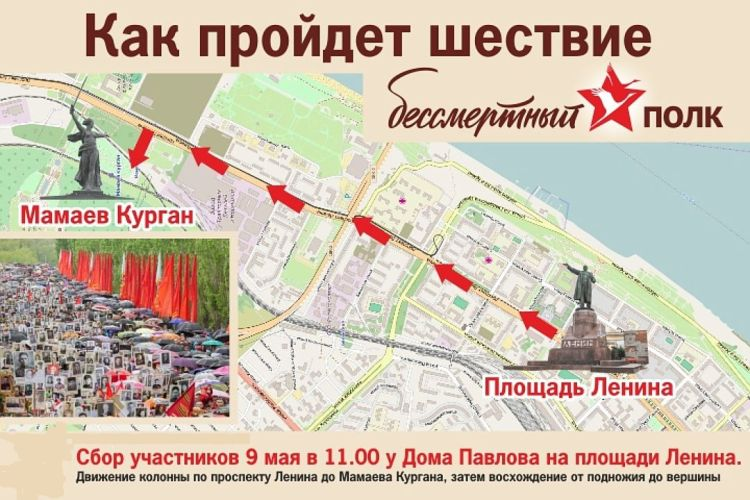 Как пройдет шествие
бессмертный полк
Мамаев Курган
ЛЕНИН
Площадь Ленина
Сбор участников 9 мая в 11.00 у Дома Павлова на площади Ленина.
Движение колонны по проспекту Ленина до Мамаева Кургана, затем восхождение от подножия до вершины